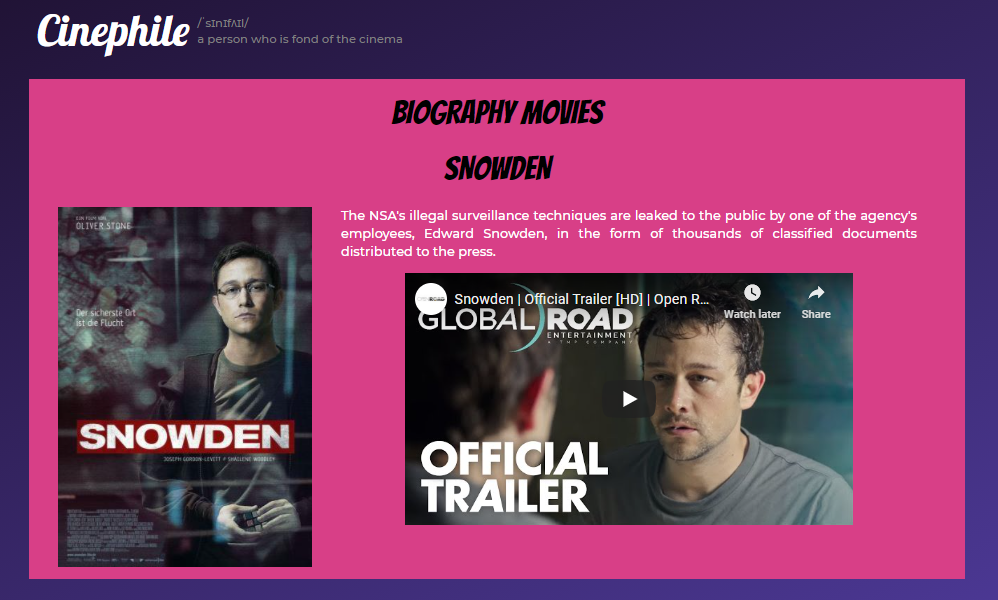 Cinephile
/ˈsɪnɪfʌɪl/
a person who is fond of the cinema
BIOGRAPHY MOVIES
SNOWDEN
EIN FILM VON
OLIVER STONE
Der sicherste Ort
ist die Flucht
SNOWDEN
JOSEPH GORDON-LEVITT / SHAILENE WOODLEY
The NSA's illegal surveillance techniques are leaked to the public by one of the agency's
employees, Edward Snowden, in the form of thousands of classified documents
distributed to the press.
Snowden | Official Trailer [HD] | Open R...
Watch later
Share
GLOBAL ROAD
ENTERTAINMENT
A TMP COMPANY
OFFICIAL
TRAILER